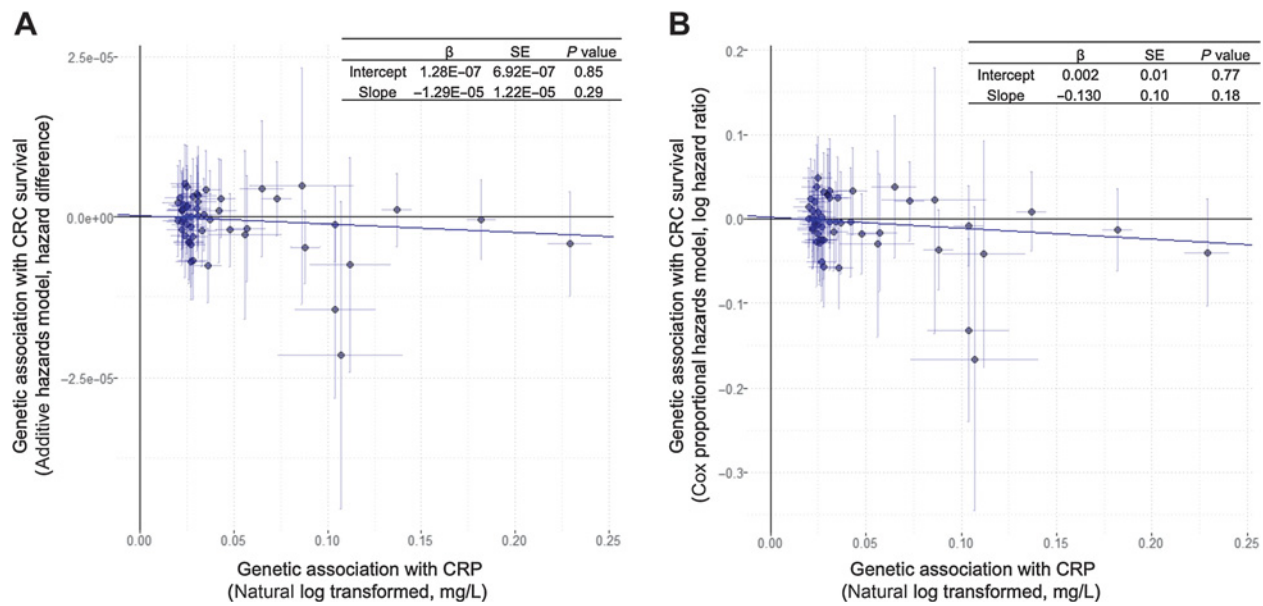 A
β SE P value
Intercept 1.28E–07 6.92E–07 0.85
Slope −1.29E–05 1.22E–05 0.29
Genetic association with CRC survival
(Additive hazards model, hazard difference)
2.5e−05
0.0e+00
−2.5e−05
0.00 0.05 0.10 0.15 0.20 0.25
Genetic association with CRP
(Natural log transformed, mg/L)
B
β SE P value
Intercept 0.002 0.01 0.77
Slope −0.130 0.10 0.18
Genetic association with CRC survival
(Cox proportional hazards model, log hazard ratio)
0.2
0.1
0.0
−0.1
−0.2
−0.3
0.00 0.05 0.10 0.15 0.20 0.25
Genetic association with CRP
(Natural log transformed, mg/L)